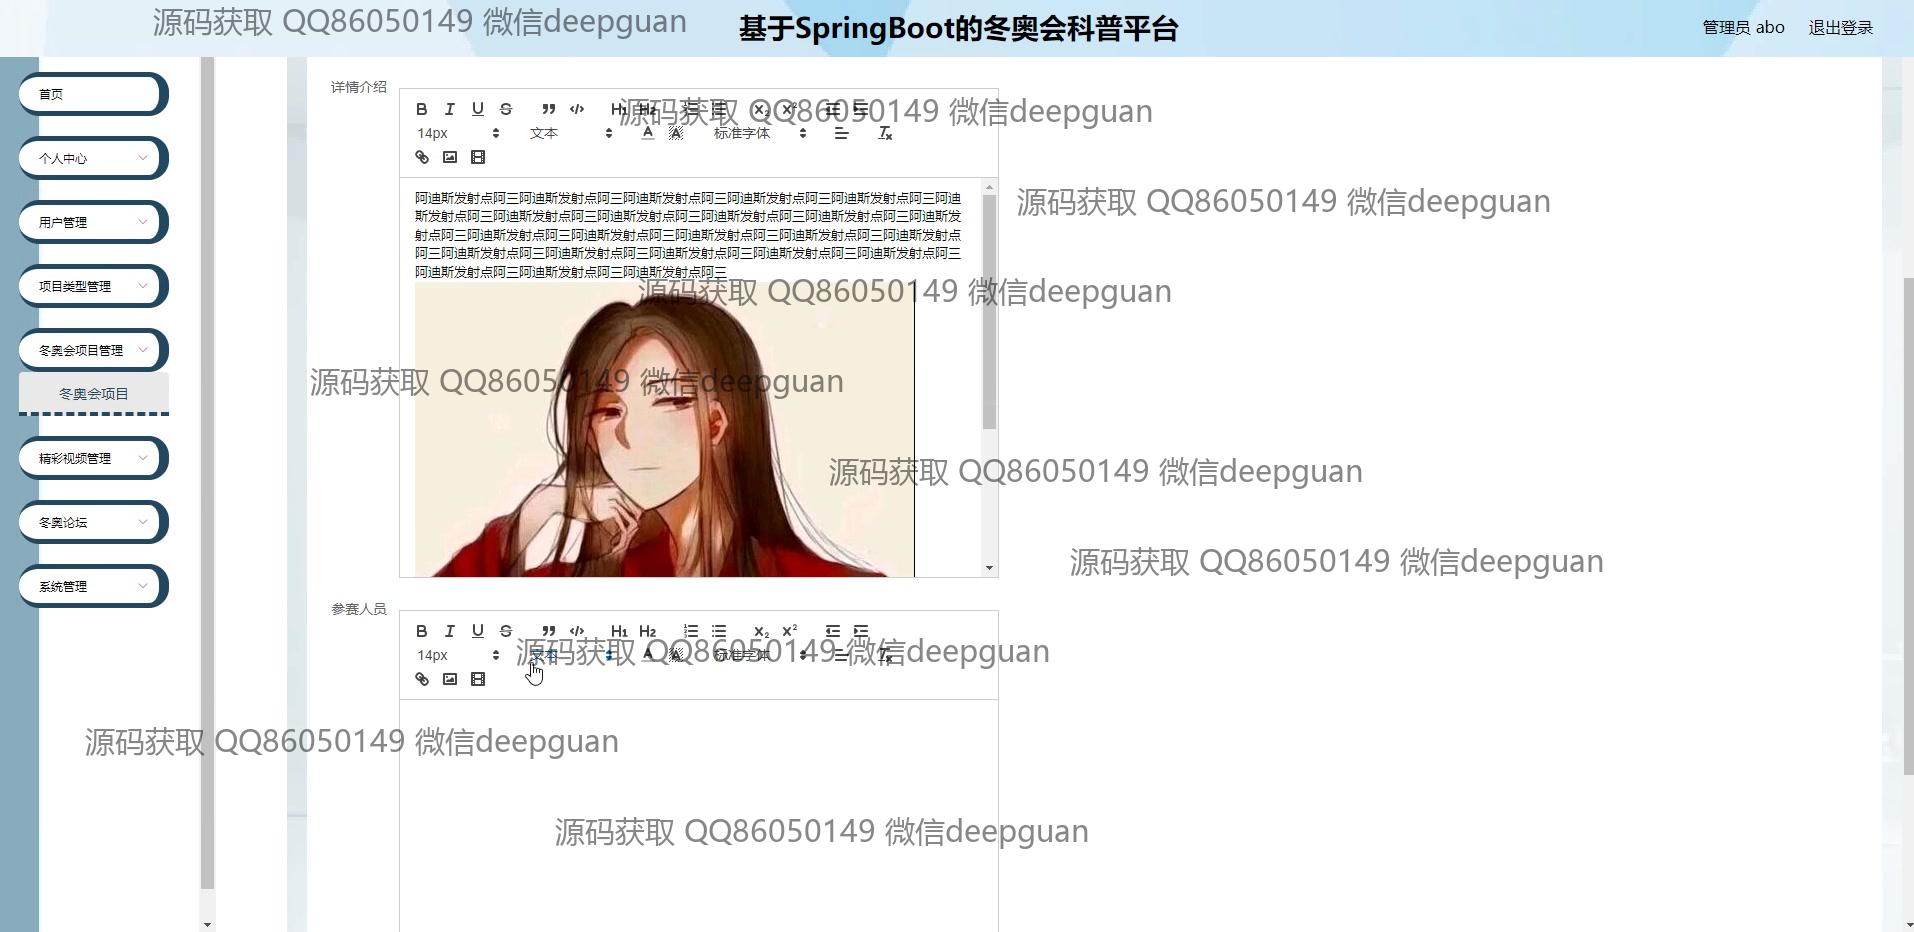 源码获取 QQ86050149 微信deepguan
基于SpringBoot的冬奥会科普平台
管理员 abo
退出登录
首页
个人中心
用户管理
项目类型管理
冬奥会项目管理
冬奥会项目
精彩视频管理
冬奥论坛
系统管理
详情介绍
B I U S H1 H2 X2 X2
源码获取 QQ86050149 微信deepguan
14px 文本 A A 标准字体 Tx
源码获取 QQ86050149 微信deepguan
阿迪斯发射点阿三阿迪斯发射点阿三阿迪斯发射点阿三阿迪斯发射点阿三阿迪斯发射点阿三阿迪
斯发射点阿三阿迪斯发射点阿三阿迪斯发射点阿三阿迪斯发射点阿三阿迪斯发射点阿三阿迪斯发
射点阿三阿迪斯发射点阿三阿迪斯发射点阿三阿迪斯发射点阿三阿迪斯发射点阿三阿迪斯发射点
阿三阿迪斯发射点阿三阿迪斯发射点阿三阿迪斯发射点阿三阿迪斯发射点阿三阿迪斯发射点阿三
阿迪斯发射点阿三阿迪斯发射点阿三阿迪斯发射点阿三
源码获取 QQ86050149 微信deepguan
源码获取 QQ86050149 微信deepguan
源码获取 QQ86050149 微信deepguan
源码获取 QQ86050149 微信deepguan
参赛人员
B I U S H1 H2 X2 X2
14px 文本 A A 标准字体 Tx
源码获取 QQ86050149 微信deepguan
源码获取 QQ86050149 微信deepguan
源码获取 QQ86050149 微信deepguan